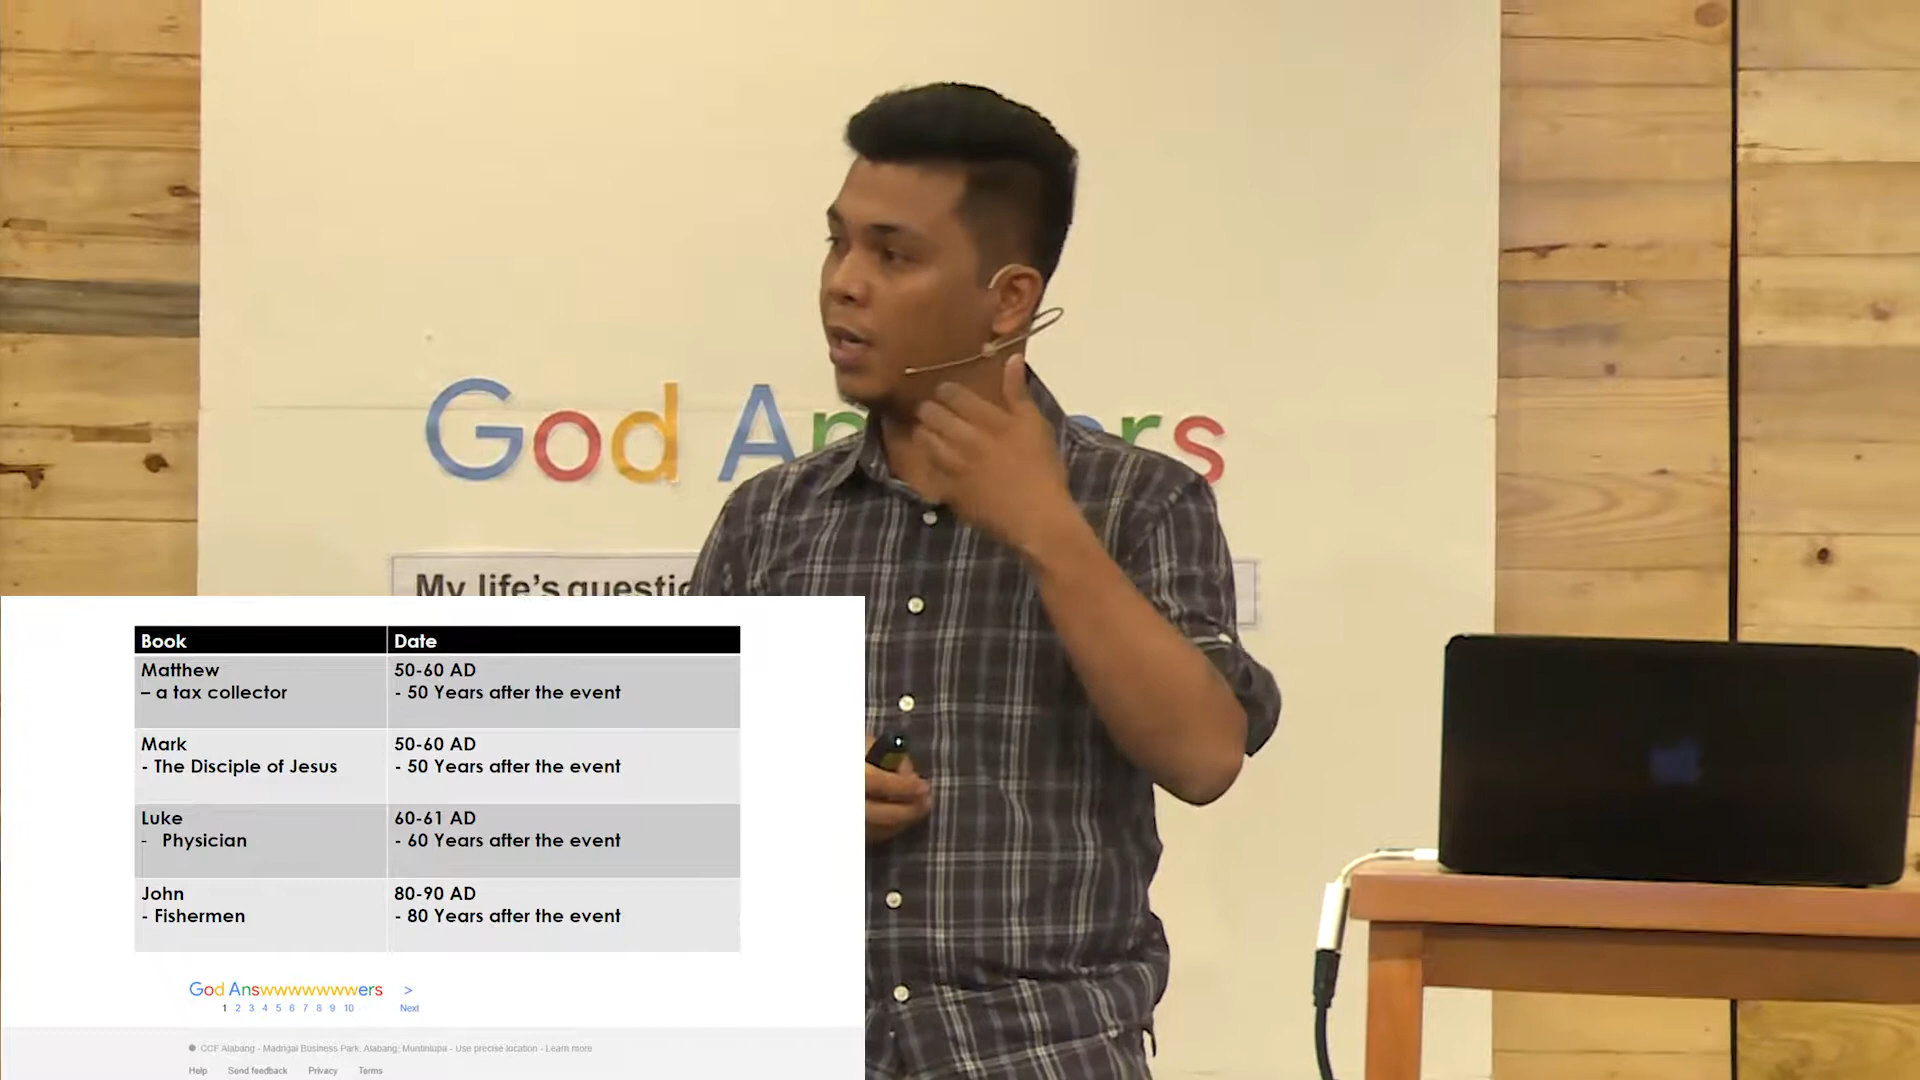 God An ers
My life's questio
Book Date
Matthew 50-60 AD
– a tax collector - 50 Years after the event
Mark 50-60 AD
- The Disciple of Jesus - 50 Years after the event
Luke 60-61 AD
- Physician - 60 Years after the event
John 80-90 AD
- Fishermen - 80 Years after the event
God Answwwwwwwwers >
1 2 3 4 5 6 7 8 9 10 Next
CCF Alabang - Madrigal Business Park, Alabang, Muntinlupa - Use precise location - Learn more
Help Send feedback Privacy Terms